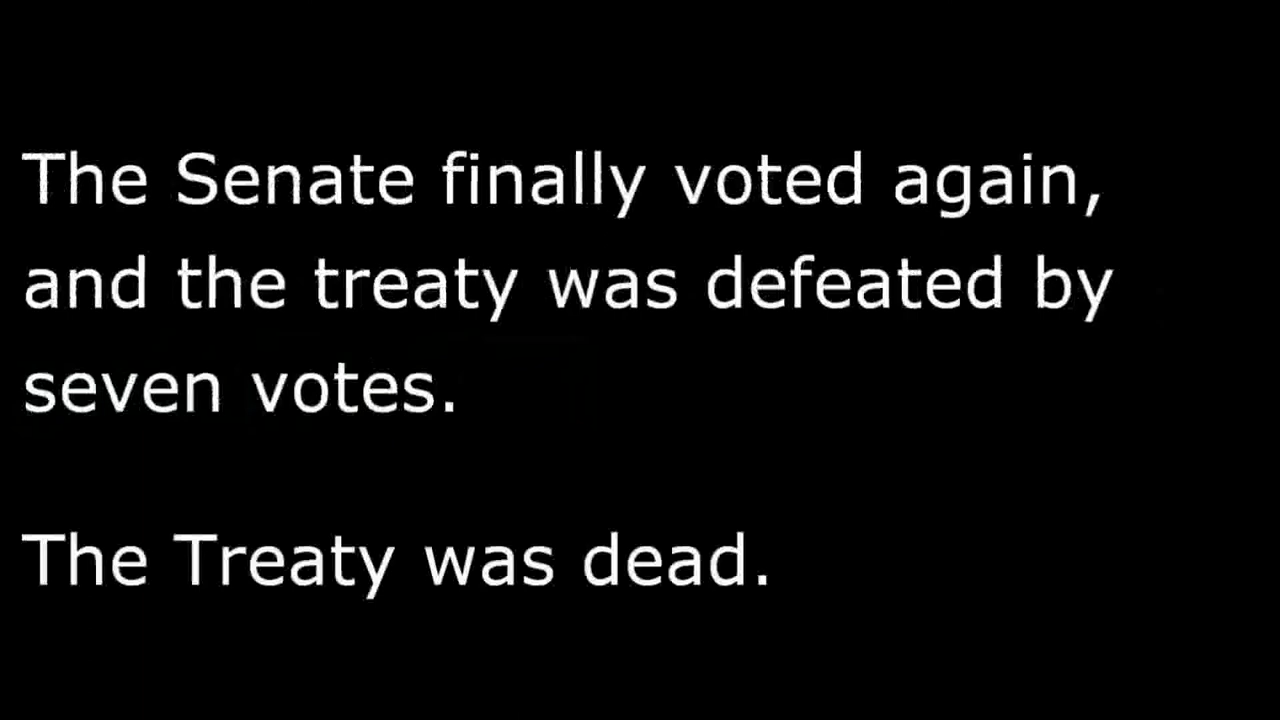 The Senate finally voted again,
and the treaty was defeated by
seven votes.
The Treaty was dead.